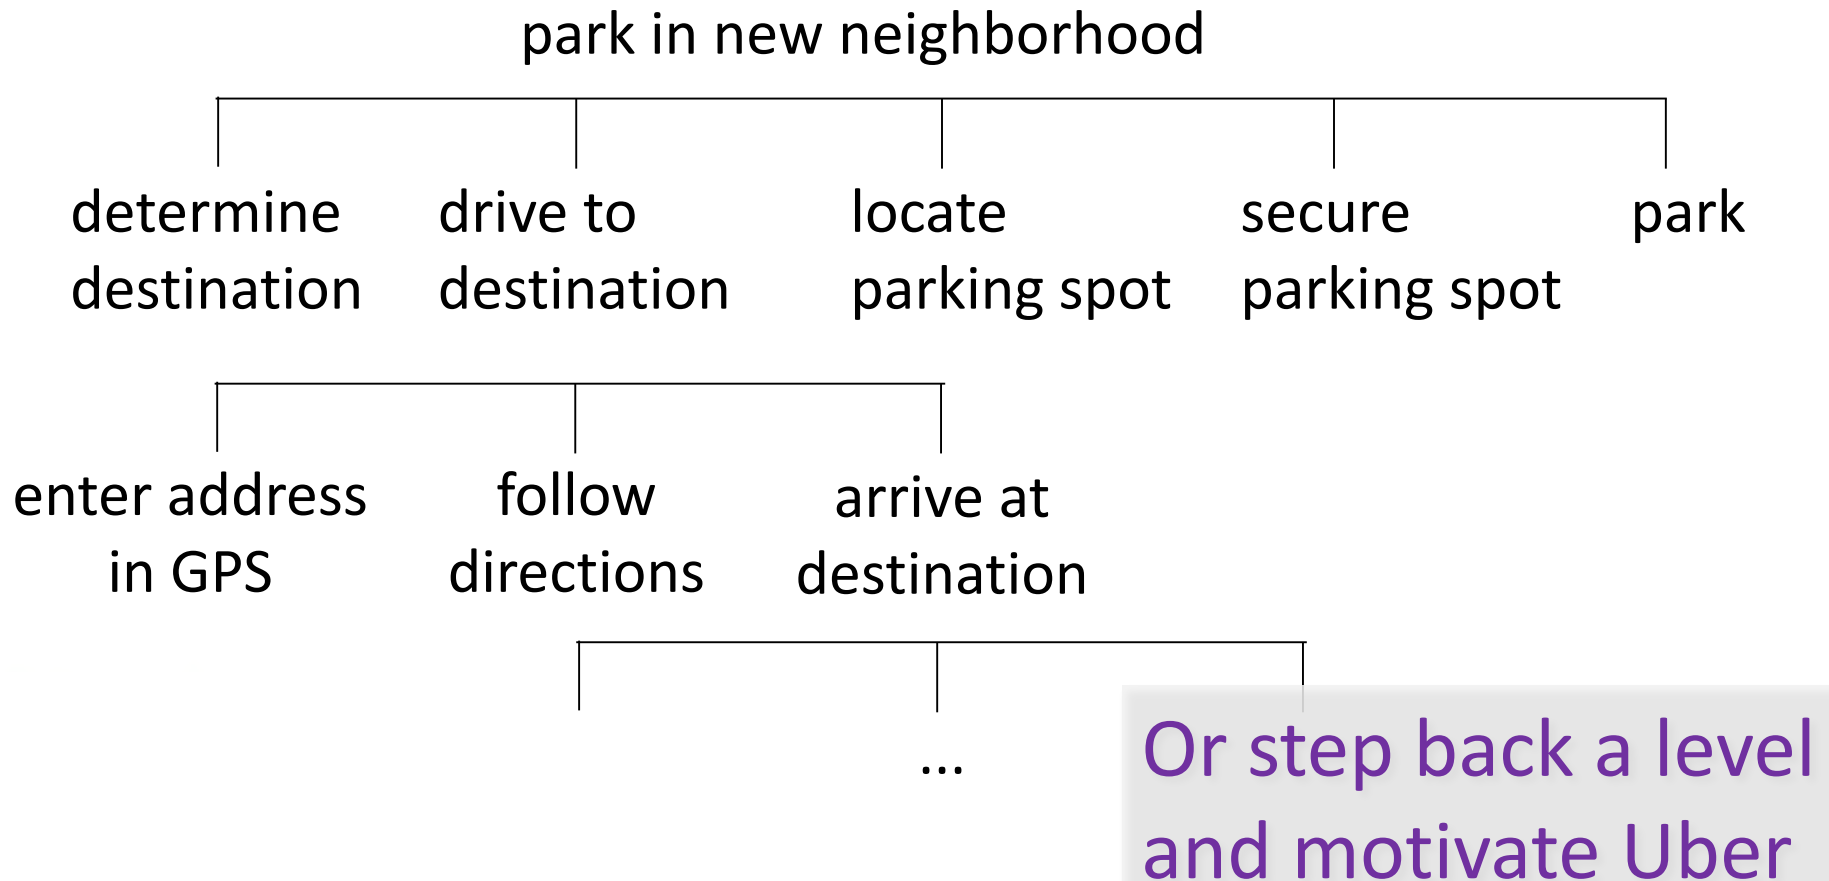 park in new neighborhood
determine
destination
drive to
destination
locate
parking spot
secure
parking spot
park
enter address
in GPS
follow
directions
arrive at
destination
...
Or step back a level
and motivate Uber